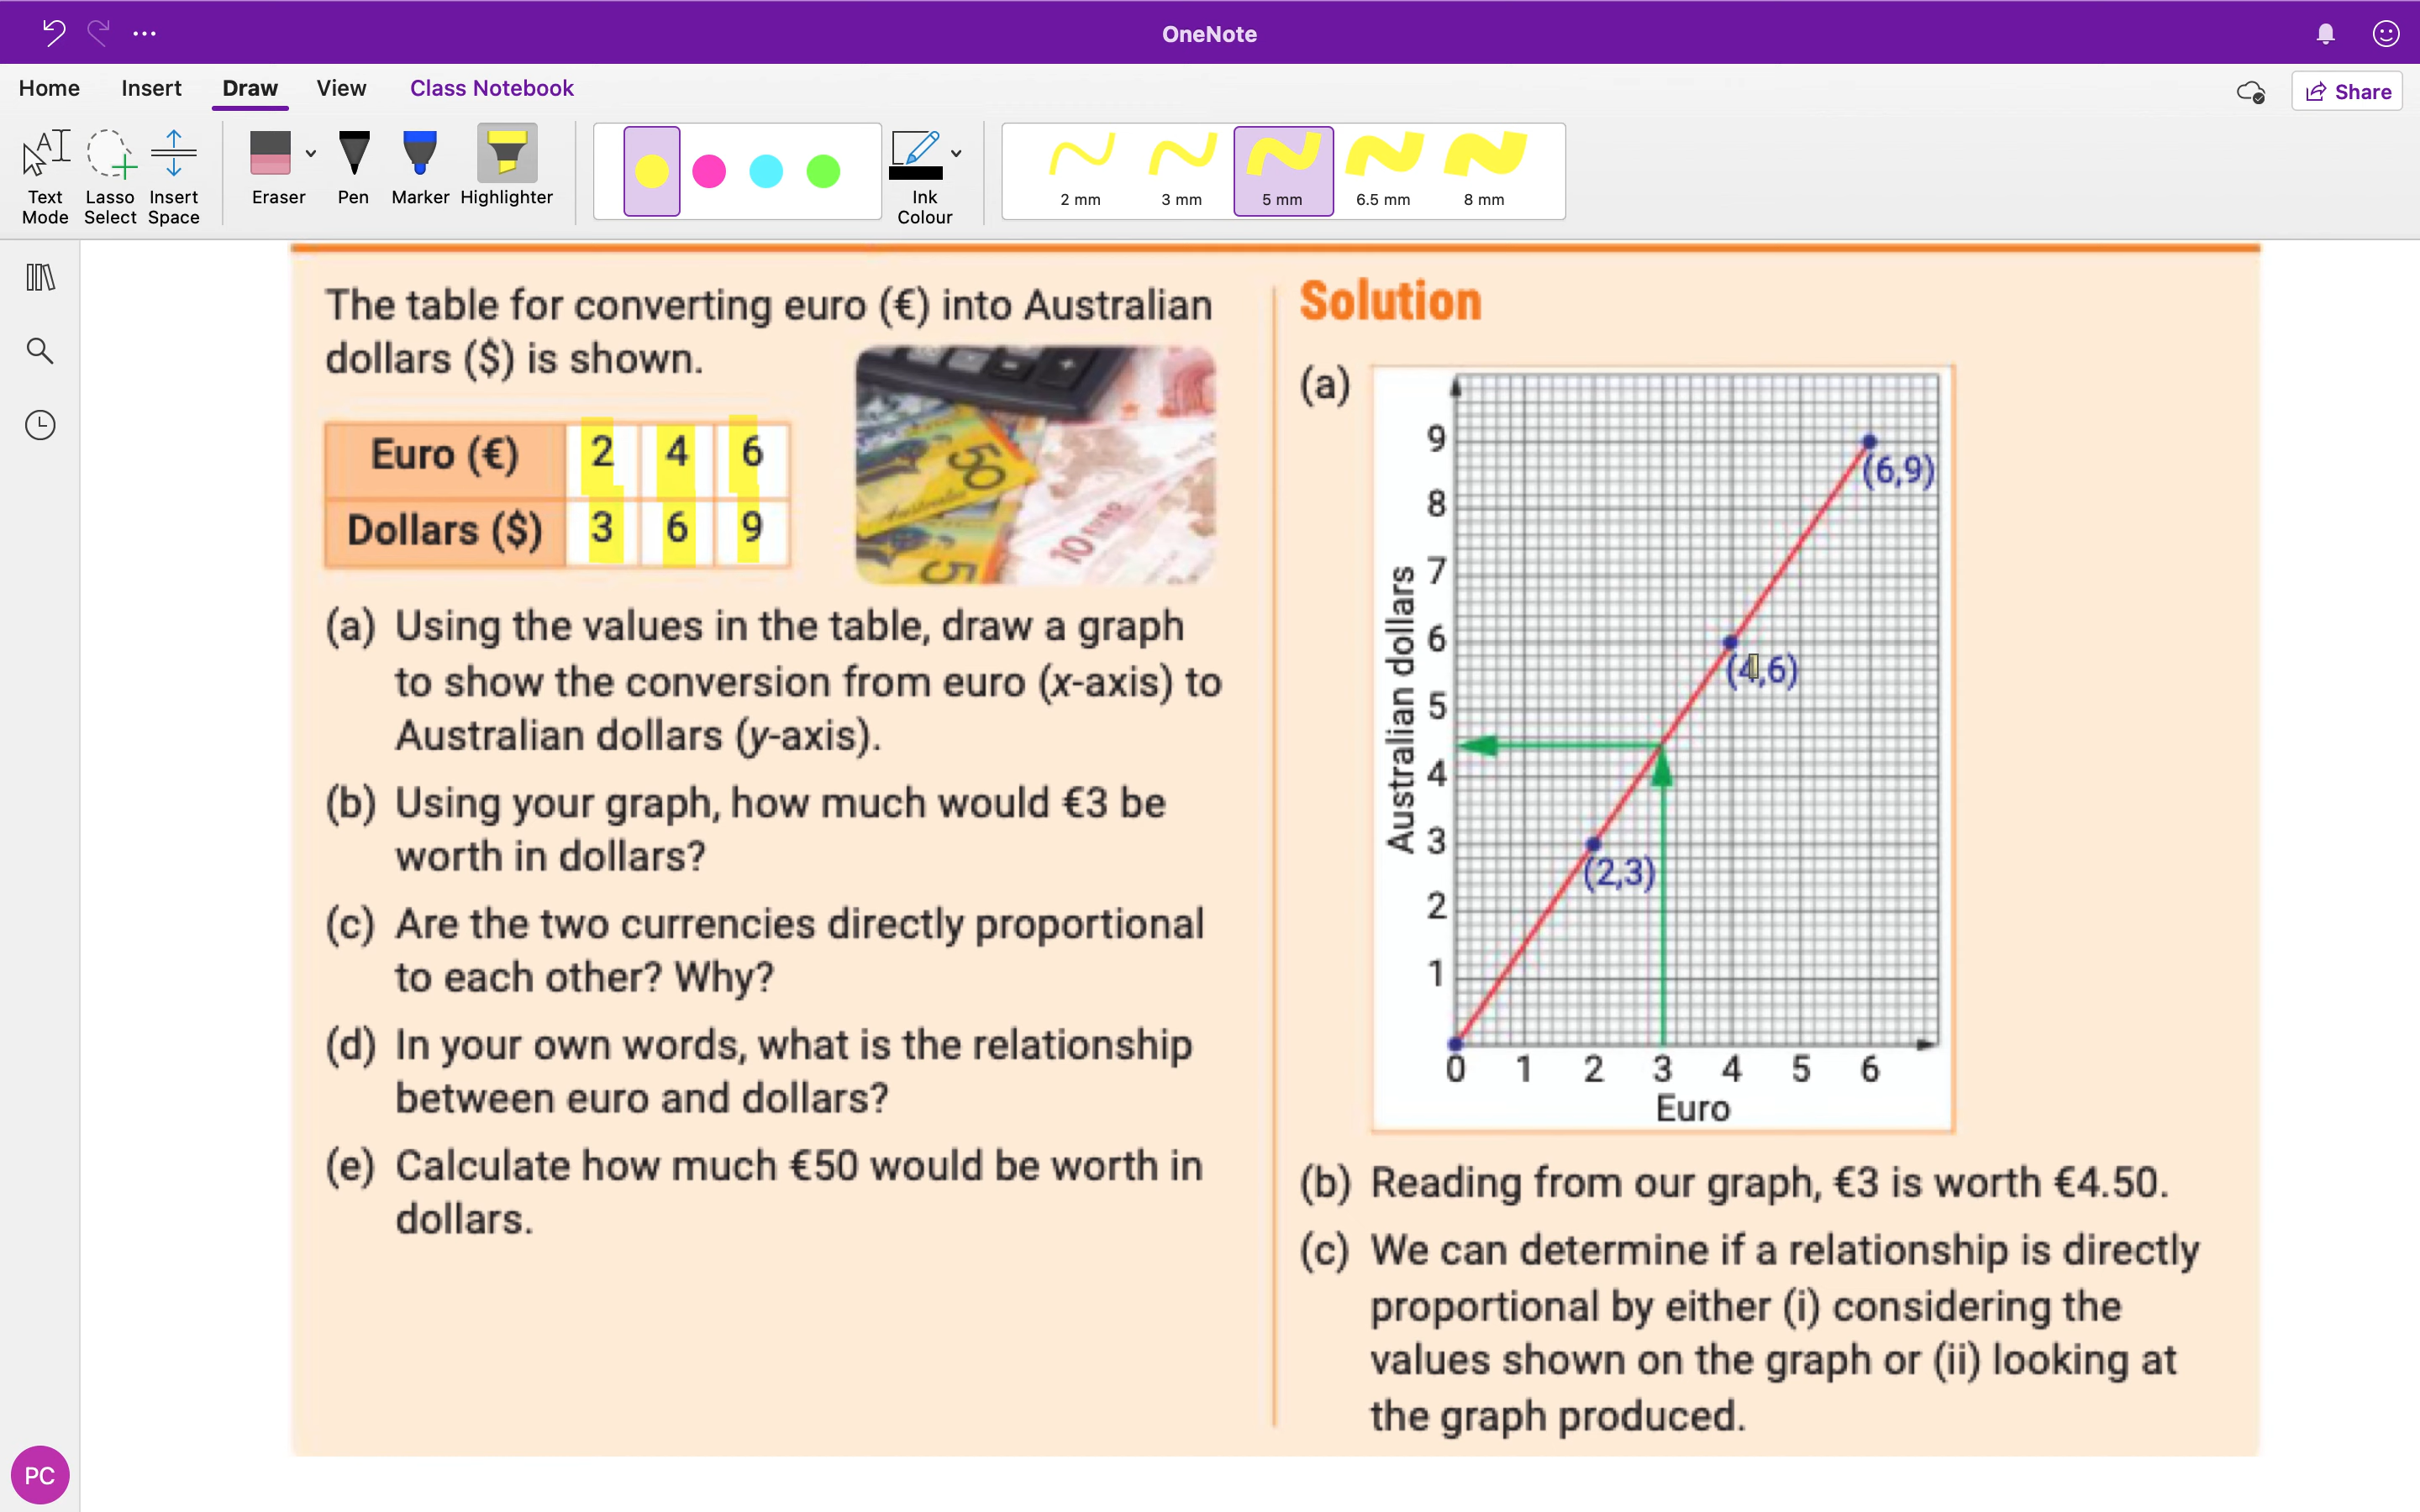 OneNote
Home Insert Draw View Class Notebook
Share
Text Mode
Lasso Select
Insert Space
Eraser
Pen
Marker
Highlighter
Ink Colour
2 mm
3 mm
5 mm
6.5 mm
8 mm
The table for converting euro (€) into Australian
dollars ($) is shown.
Euro (€) 2 4 6
Dollars ($) 3 6 9
50
Australia
10 EURO
5
(a) Using the values in the table, draw a graph
to show the conversion from euro (x-axis) to
Australian dollars (y-axis).
(b) Using your graph, how much would €3 be
worth in dollars?
(c) Are the two currencies directly proportional
to each other? Why?
(d) In your own words, what is the relationship
between euro and dollars?
(e) Calculate how much €50 would be worth in
dollars.
Solution
(a)
Australian dollars
9
8
7
6
5
4
3
2
1
(6,9)
(4,6)
(2,3)
0 1 2 3 4 5 6
Euro
(b) Reading from our graph, €3 is worth €4.50.
(c) We can determine if a relationship is directly
proportional by either (i) considering the
values shown on the graph or (ii) looking at
the graph produced.
PC